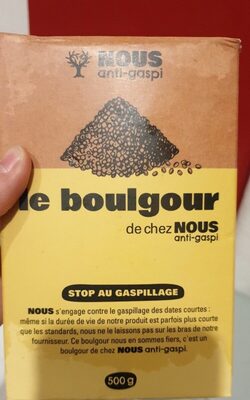 NOUS
anti-gaspi
le boulgour
de chez NOUS
anti-gaspi
STOP AU GASPILLAGE
NOUS s'engage contre le gaspillage des dates courtes :
même si la durée de vie de notre produit est parfois plus courte
que les standards, nous ne le laissons pas sur les bras de notre
fournisseur. Ce boulgour nous en sommes fiers, c'est un
boulgour de chez NOUS anti-gaspi.
500 g